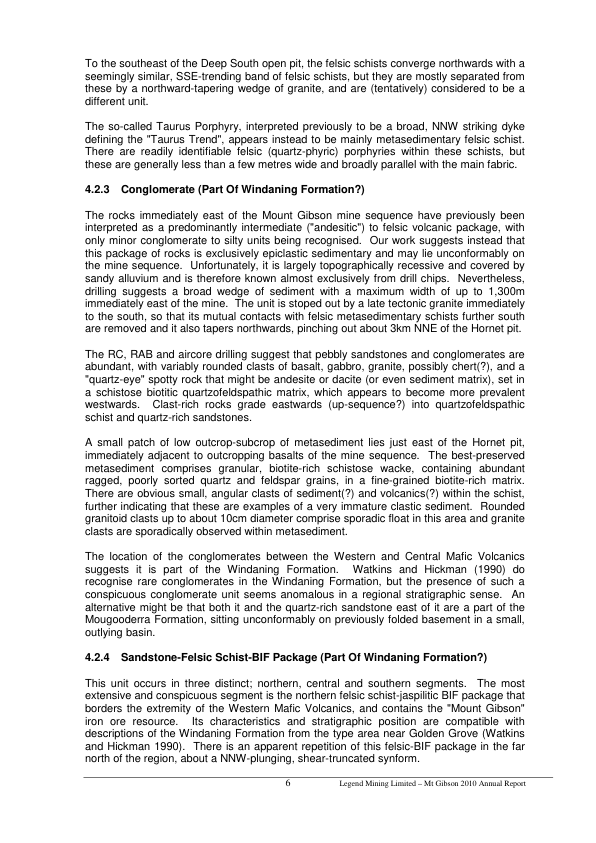 To the southeast of the Deep South open pit, the felsic schists converge northwards with a
seemingly similar, SSE-trending band of felsic schists, but they are mostly separated from
these by a northward-tapering wedge of granite, and are (tentatively) considered to be a
different unit.
The so-called Taurus Porphyry, interpreted previously to be a broad, NNW striking dyke
defining the "Taurus Trend", appears instead to be mainly metasedimentary felsic schist.
There are readily identifiable felsic (quartz-phyric) porphyries within these schists, but
these are generally less than a few metres wide and broadly parallel with the main fabric.
4.2.3 Conglomerate (Part Of Windaning Formation?)
The rocks immediately east of the Mount Gibson mine sequence have previously been
interpreted as a predominantly intermediate ("andesitic") to felsic volcanic package, with
only minor conglomerate to silty units being recognised. Our work suggests instead that
this package of rocks is exclusively epiclastic sedimentary and may lie unconformably on
the mine sequence. Unfortunately, it is largely topographically recessive and covered by
sandy alluvium and is therefore known almost exclusively from drill chips. Nevertheless,
drilling suggests a broad wedge of sediment with a maximum width of up to 1,300m
immediately east of the mine. The unit is stoped out by a late tectonic granite immediately
to the south, so that its mutual contacts with felsic metasedimentary schists further south
are removed and it also tapers northwards, pinching out about 3km NNE of the Hornet pit.
The RC, RAB and aircore drilling suggest that pebbly sandstones and conglomerates are
abundant, with variably rounded clasts of basalt, gabbro, granite, possibly chert(?), and a
"quartz-eye" spotty rock that might be andesite or dacite (or even sediment matrix), set in
a schistose biotitic quartzofeldspathic matrix, which appears to become more prevalent
westwards. Clast-rich rocks grade eastwards (up-sequence?) into quartzofeldspathic
schist and quartz-rich sandstones.
A small patch of low outcrop-subcrop of metasediment lies just east of the Hornet pit,
immediately adjacent to outcropping basalts of the mine sequence. The best-preserved
metasediment comprises granular, biotite-rich schistose wacke, containing abundant
ragged, poorly sorted quartz and feldspar grains, in a fine-grained biotite-rich matrix.
There are obvious small, angular clasts of sediment(?) and volcanics(?) within the schist,
further indicating that these are examples of a very immature clastic sediment. Rounded
granitoid clasts up to about 10cm diameter comprise sporadic float in this area and granite
clasts are sporadically observed within metasediment.
The location of the conglomerates between the Western and Central Mafic Volcanics
suggests it is part of the Windaning Formation. Watkins and Hickman (1990) do
recognise rare conglomerates in the Windaning Formation, but the presence of such a
conspicuous conglomerate unit seems anomalous in a regional stratigraphic sense. An
alternative might be that both it and the quartz-rich sandstone east of it are a part of the
Mougooderra Formation, sitting unconformably on previously folded basement in a small,
outlying basin.
4.2.4 Sandstone-Felsic Schist-BIF Package (Part Of Windaning Formation?)
This unit occurs in three distinct; northern, central and southern segments. The most
extensive and conspicuous segment is the northern felsic schist-jaspilitic BIF package that
borders the extremity of the Western Mafic Volcanics, and contains the "Mount Gibson"
iron ore resource. Its characteristics and stratigraphic position are compatible with
descriptions of the Windaning Formation from the type area near Golden Grove (Watkins
and Hickman 1990). There is an apparent repetition of this felsic-BIF package in the far
north of the region, about a NNW-plunging, shear-truncated synform.
6 Legend Mining Limited – Mt Gibson 2010 Annual Report